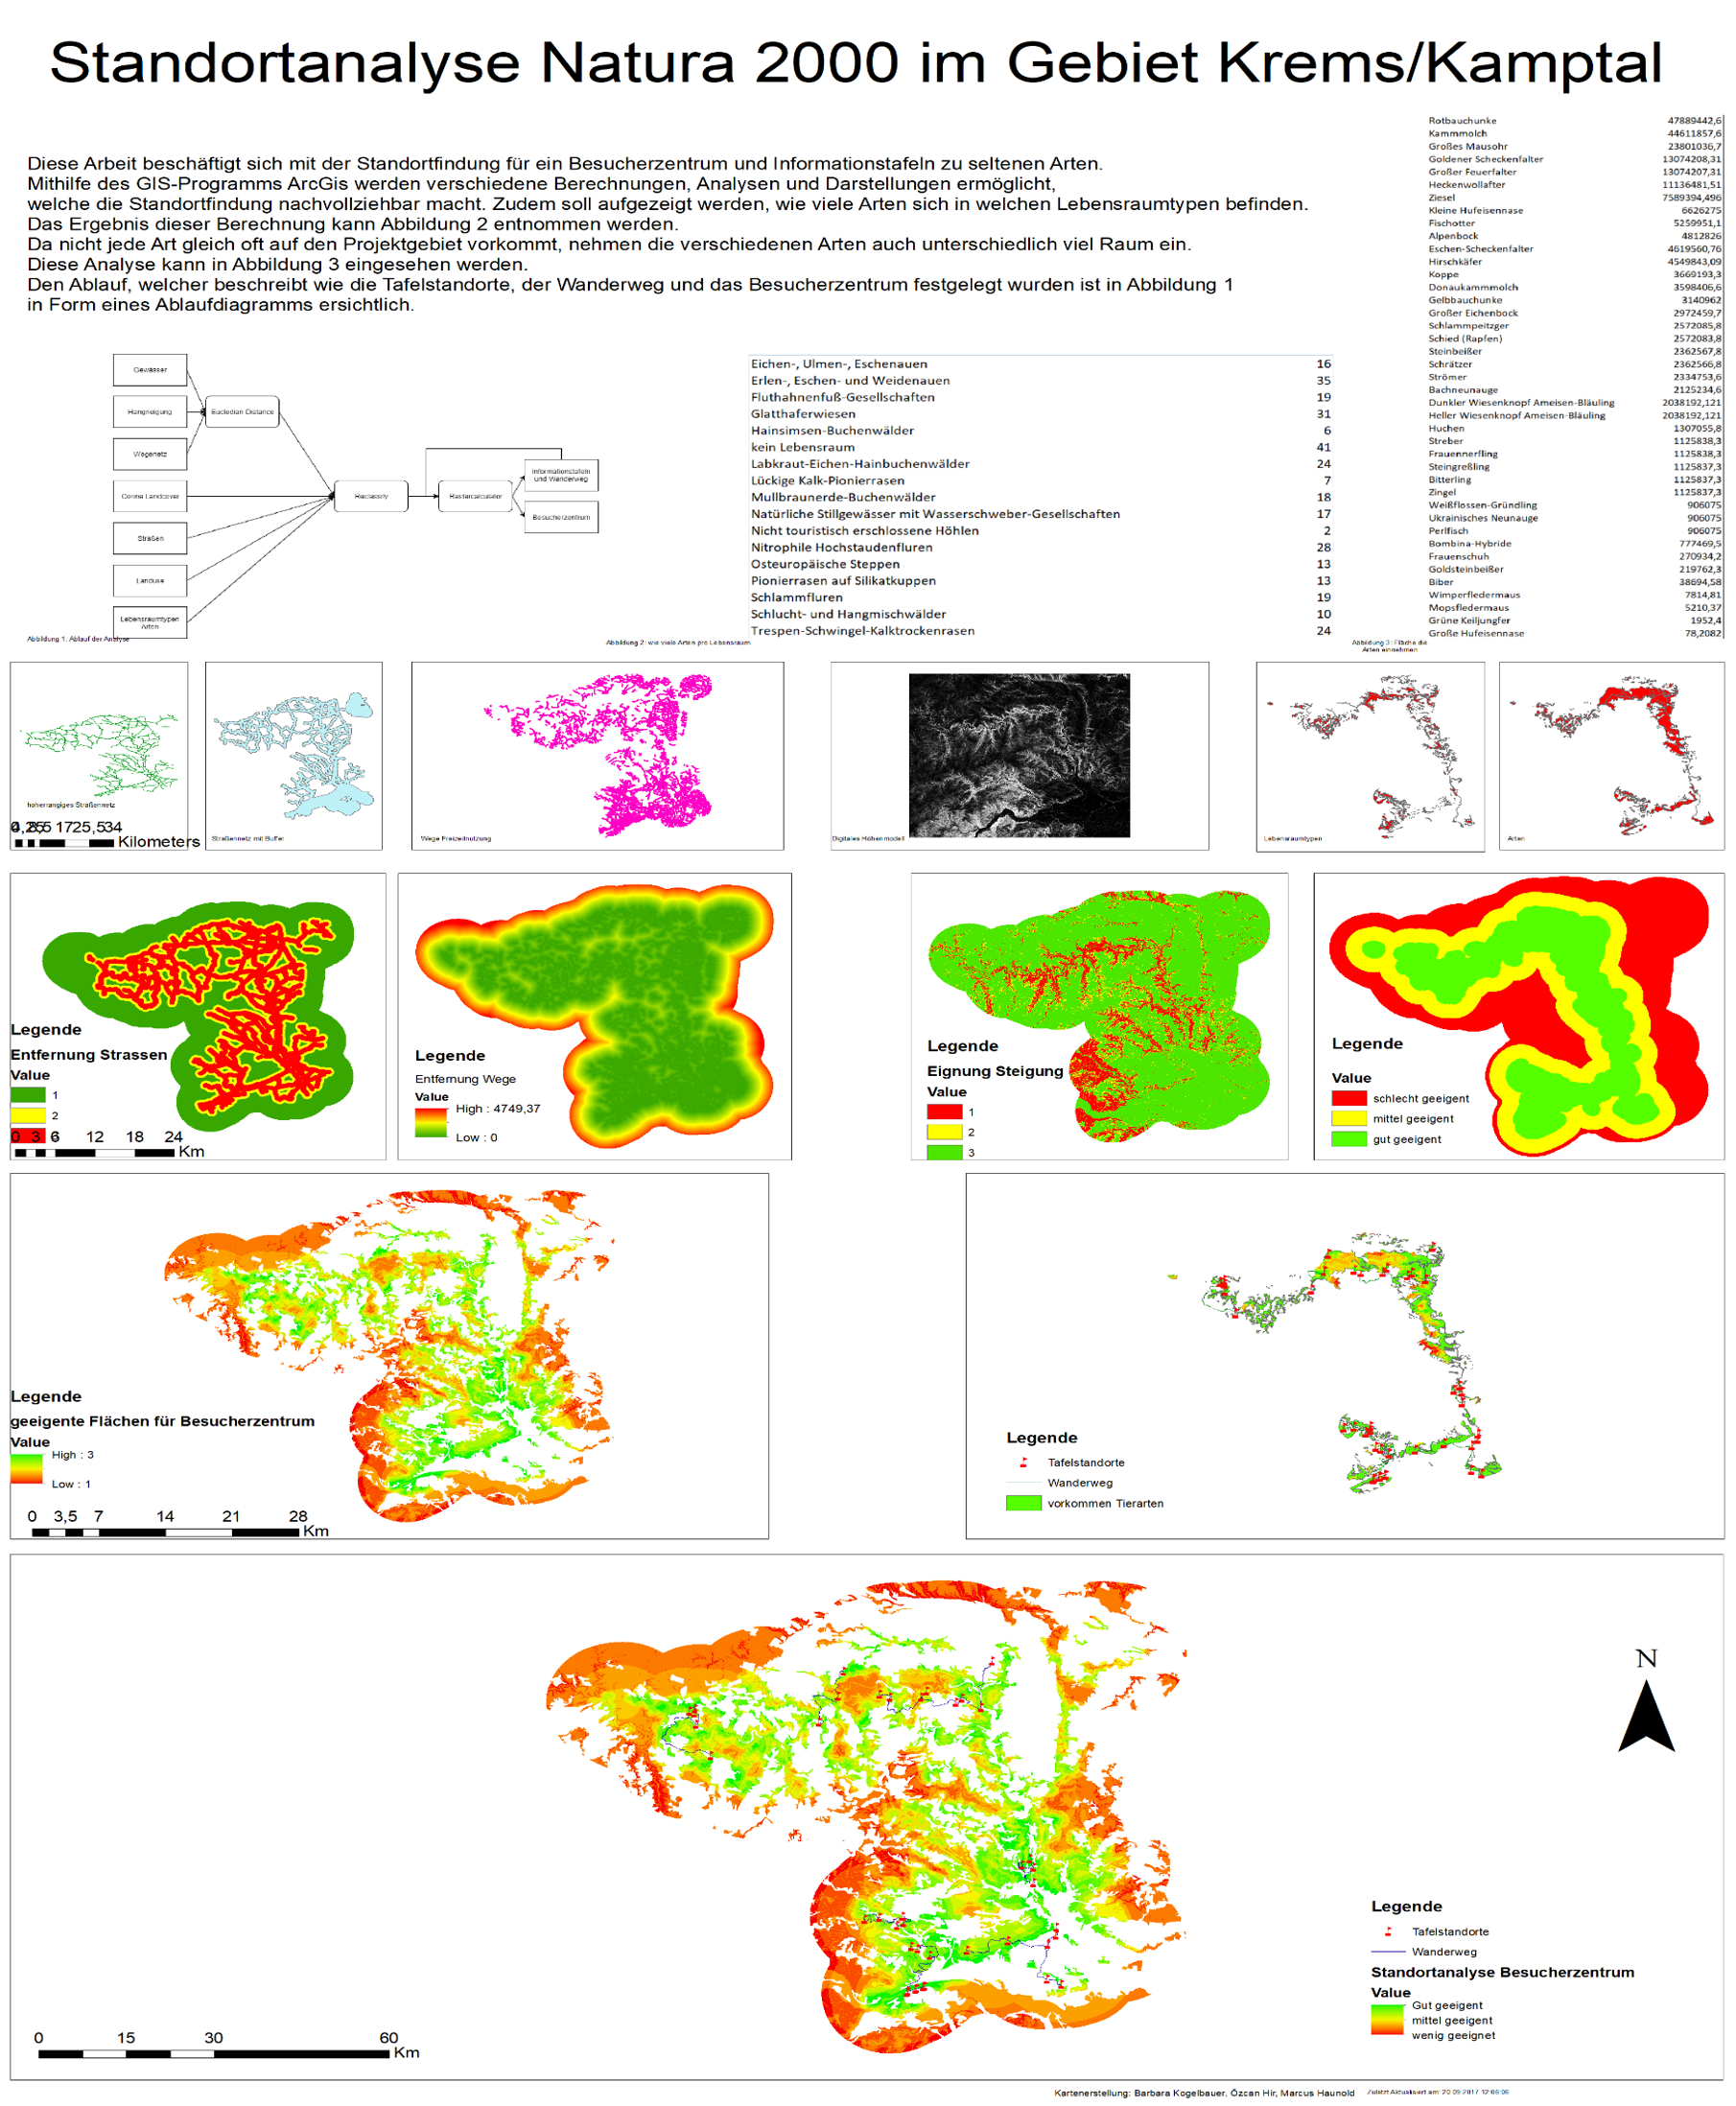 Standortanalyse Natura 2000 im Gebiet Krems/Kamptal
Diese Arbeit beschäftigt sich mit der Standortfindung für ein Besucherzentrum und Informationstafeln zu seltenen Arten.
Mithilfe des GIS-Programms ArcGis werden verschiedene Berechnungen, Analysen und Darstellungen ermöglicht,
welche die Standortfindung nachvollziehbar macht. Zudem soll aufgezeigt werden, wie viele Arten sich in welchen Lebensraumtypen befinden.
Das Ergebnis dieser Berechnung kann Abbildung 2 entnommen werden.
Da nicht jede Art gleich oft auf den Projektgebiet vorkommt, nehmen die verschiedenen Arten auch unterschiedlich viel Raum ein.
Diese Analyse kann in Abbildung 3 eingesehen werden.
Den Ablauf, welcher beschreibt wie die Tafelstandorte, der Wanderweg und das Besucherzentrum festgelegt wurden ist in Abbildung 1
in Form eines Ablaufdiagramms ersichtlich.
Rotbauchunke 47889442,6
Kammmolch 44611857,6
Großes Mausohr 23801036,7
Goldener Scheckenfalter 13074208,31
Großer Feuerfalter 13074207,31
Heckenwollafter 11136481,51
Ziesel 7589394,496
Kleine Hufeisennase 6626275
Fischotter 5259951,1
Alpenbock 4812826
Eschen-Scheckenfalter 4619560,76
Hirschkäfer 4549843,09
Koppe 3669193,3
Donaukammmolch 3598406,6
Gelbbauchunke 3140962
Großer Eichenbock 2972459,7
Schlammpeitzger 2572085,8
Schied (Rapfen) 2572083,8
Steinbeißer 2362567,8
Schrätzer 2362566,8
Strömer 2334753,6
Bachneunauge 2125234,6
Dunkler Wiesenknopf Ameisen-Bläuling 2038192,121
Heller Wiesenknopf Ameisen-Bläuling 2038192,121
Huchen 1307055,8
Streber 1125838,3
Frauennerfling 1125838,3
Steingreßling 1125837,3
Bitterling 1125837,3
Zingel 1125837,3
Weißflossen-Gründling 906075
Ukrainisches Neunauge 906075
Perlfisch 906075
Bombina-Hybride 777469,5
Frauenschuh 270934,2
Goldsteinbeißer 219762,3
Biber 38694,58
Wimperfledermaus 7814,81
Mopsfledermaus 5210,37
Grüne Keiljungfer 1952,4
Große Hufeisennase 78,2082
Abbildung 3: Fläche die
Arten einnehmen
Gewässer
Hangneigung
Wegenetz
Corine Landcover
Straßen
Landuse
Lebensraumtypen
Arten
Eucledian Distance
Reclassify
Rastercalculator
Informationstafeln
und Wanderweg
Besucherzentrum
Abbildung 1: Ablauf der Analyse
Eichen-, Ulmen-, Eschenauen 16
Erlen-, Eschen- und Weidenauen 35
Fluthahnenfuß-Gesellschaften 19
Glatthaferwiesen 31
Hainsimsen-Buchenwälder 6
kein Lebensraum 41
Labkraut-Eichen-Hainbuchenwälder 24
Lückige Kalk-Pionierrasen 7
Mullbraunerde-Buchenwälder 18
Natürliche Stillgewässer mit Wasserschweber-Gesellschaften 17
Nicht touristisch erschlossene Höhlen 2
Nitrophile Hochstaudenfluren 28
Osteuropäische Steppen 13
Pionierrasen auf Silikatkuppen 13
Schlammfluren 19
Schlucht- und Hangmischwälder 10
Trespen-Schwingel-Kalktrockenrasen 24
Abbildung 2: wie viele Arten pro Lebensraum
höherrangiges Straßennetz
Kilometers
Straßennetz mit Buffer
Wege Freizeitnutzung
Digitales Höhenmodell
Lebensraumtypen
Arten
Legende
Entfernung Strassen
Value
1
2
0 3 6 12 18 24
Km
Legende
Entfernung Wege
Value
High : 4749,37
Low : 0
Legende
Eignung Steigung
Value
1
2
3
Legende
Value
schlecht geeigent
mittel geeigent
gut geeigent
Legende
geeigente Flächen für Besucherzentrum
Value
High : 3
Low : 1
0 3,5 7 14 21 28
Km
Legende
Tafelstandorte
Wanderweg
vorkommen Tierarten
N
Legende
Tafelstandorte
Wanderweg
Standortanalyse Besucherzentrum
Value
Gut geeigent
mittel geeigent
wenig geeignet
0 15 30 60
Km
Kartenerstellung: Barbara Kogelbauer, Özcan Hir, Marcus Haunold
Zuletzt Aktualisiert am: 20.09.2017 12:06:06